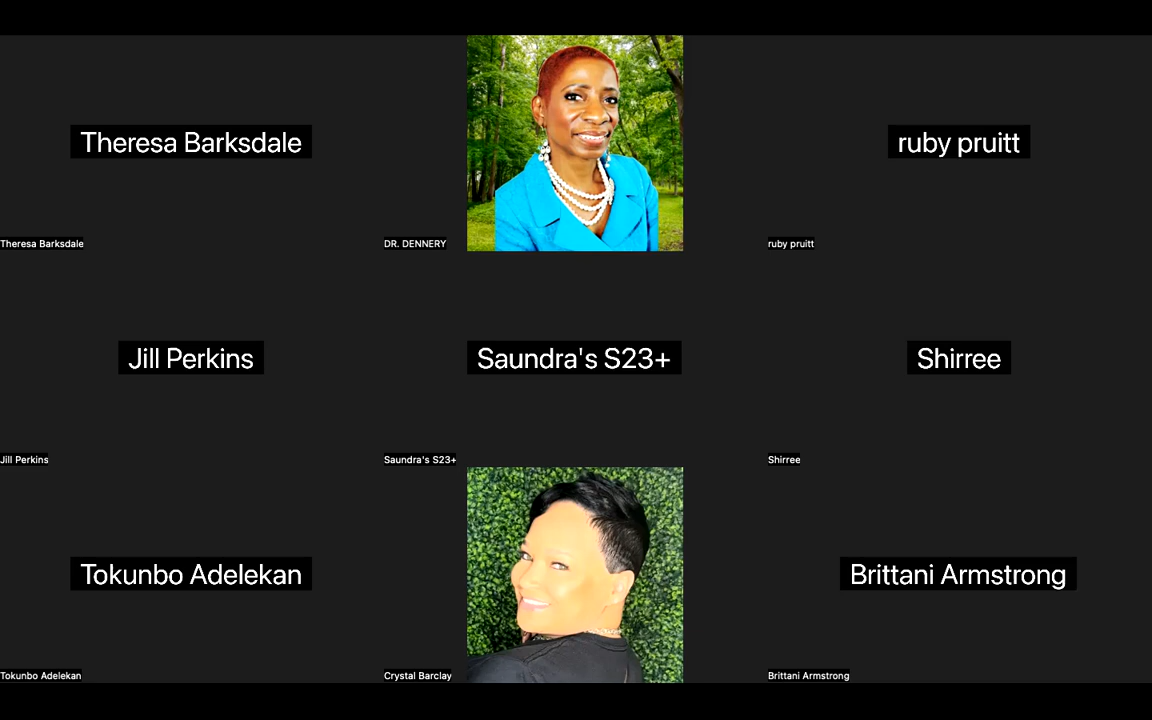 Theresa Barksdale
ruby pruitt
Theresa Barksdale
DR. DENNERY
ruby pruitt
Jill Perkins
Saundra's S23+
Shirree
Jill Perkins
Saundra's S23+
Shirree
Tokunbo Adelekan
Brittani Armstrong
Tokunbo Adelekan
Crystal Barclay
Brittani Armstrong